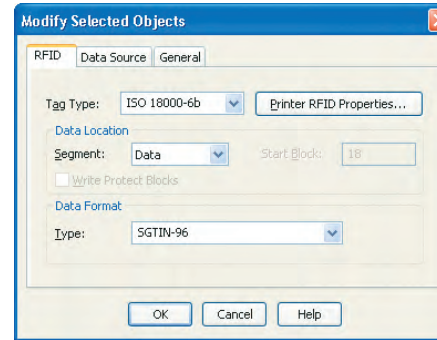 Modify Selected Objects
RFID Data Source General
Tag Type: ISO 18000-6b Printer RFID Properties...
Data Location
Segment: Data Start Block: 18
Write Protect Blocks
Data Format
Type: SGTIN-96
OK Cancel Help